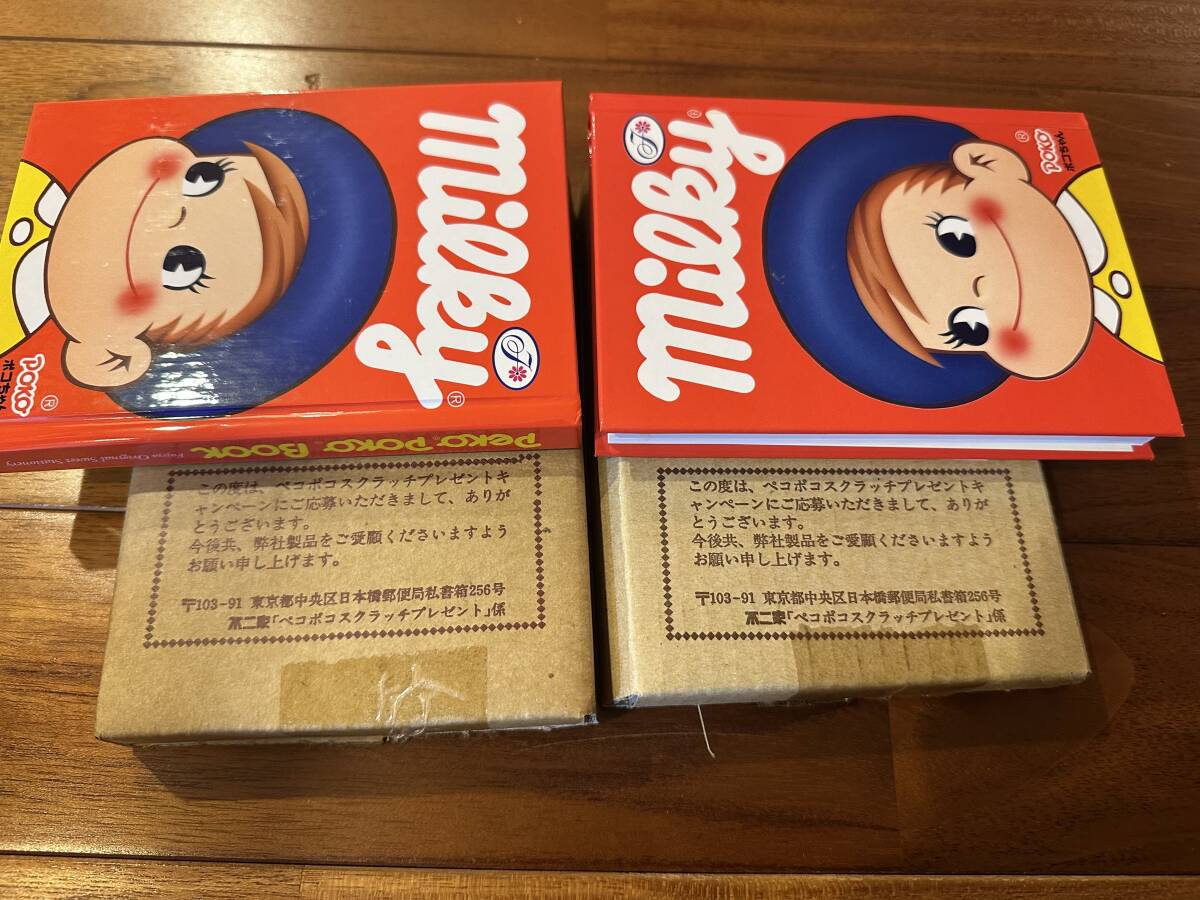 milky®
F
poko®
ポコちゃん
PEKO POKO BOOK
Fujiya Original Sweet Stationery
この度は、ペコポコスクラッチプレゼントキ
ャンペーンにご応募いただきまして、ありが
とうございます。
今後共、弊社製品をご愛願くださいますよう
お願い申し上げます。
〒103-91 東京都中央区日本橋郵便局私書箱256号
不二家「ペコポコスクラッチプレゼント」係
milky®
F
poko®
ポコちゃん
この度は、ペコポコスクラッチプレゼントキ
ャンペーンにご応募いただきまして、ありが
とうございます。
今後共、弊社製品をご愛願くださいますよう
お願い申し上げます。
〒103-91 東京都中央区日本橋郵便局私書箱256号
不二家「ペコポコスクラッチプレゼント」係